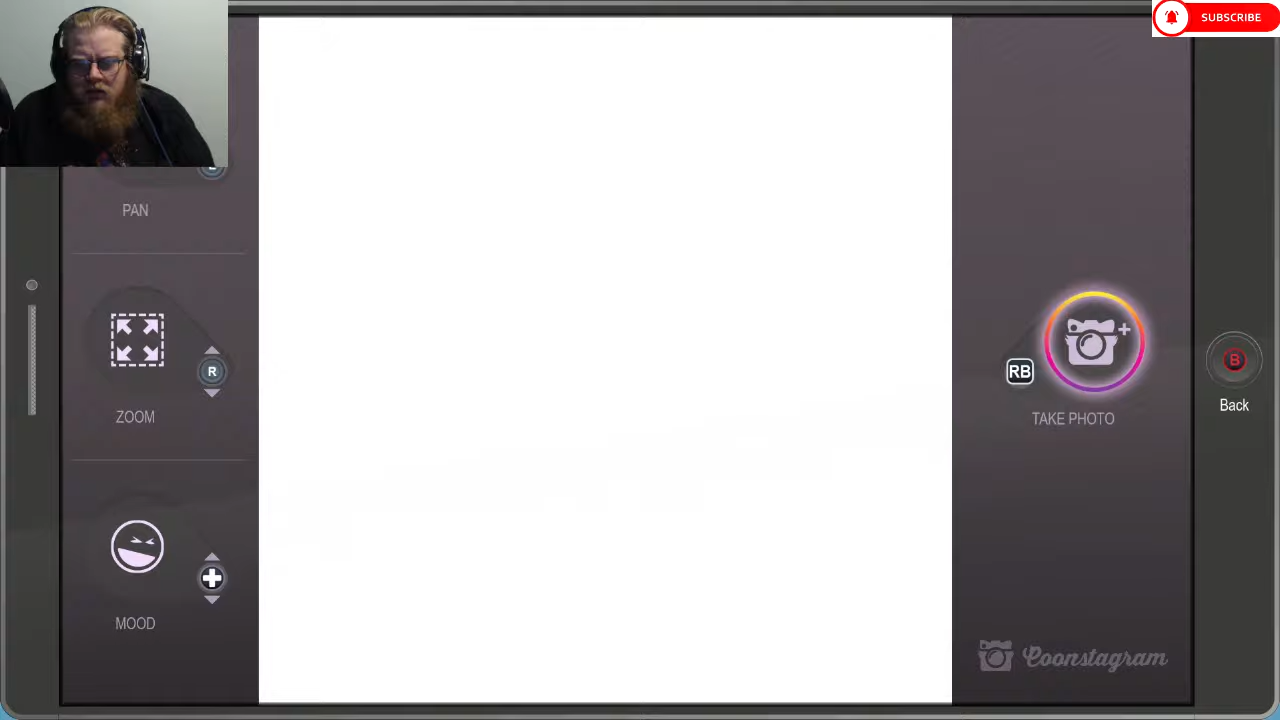 SUBSCRIBE
PAN
R
ZOOM
RB
TAKE PHOTO
B
Back
MOOD
Coonstagram